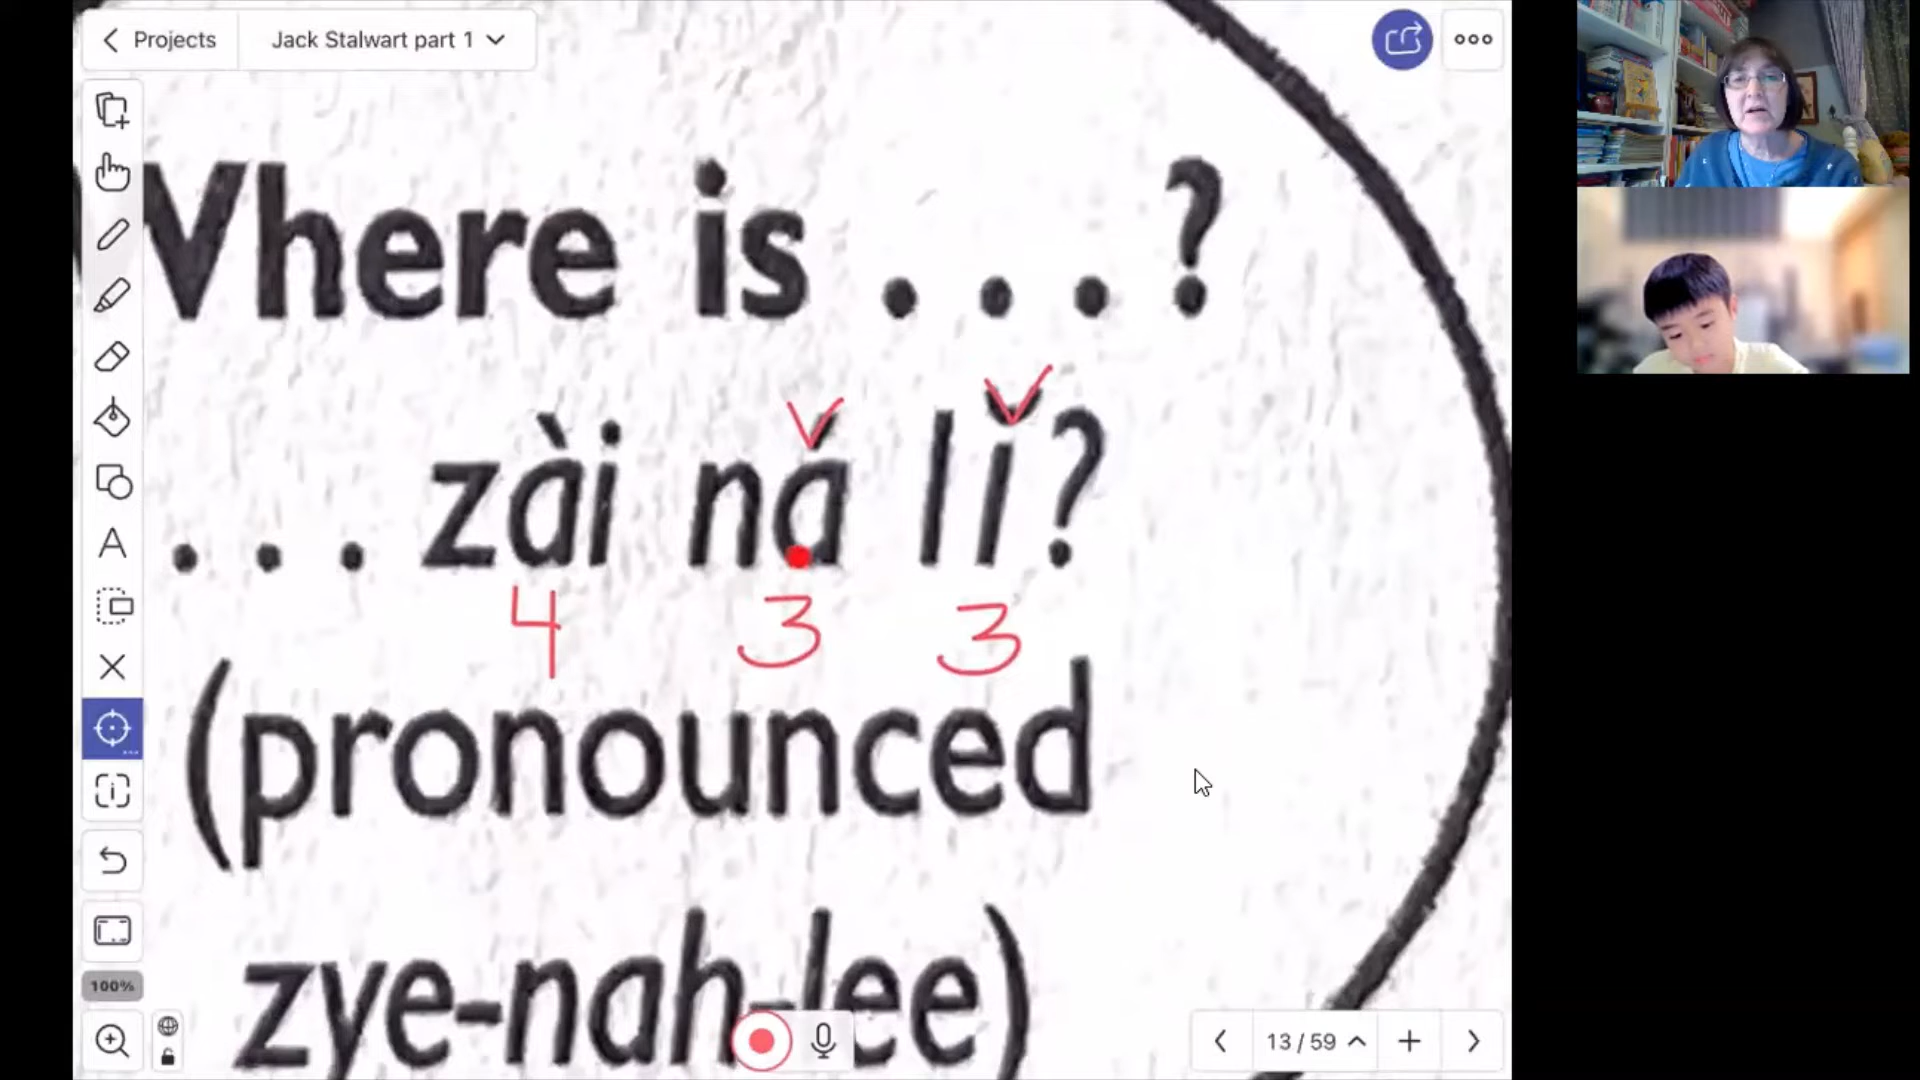 Projects
Jack Stalwart part 1
Where is . . . ?
. . . zài nǎ lǐ?
4 3 3
(pronounced
zye-nah-lee)
100%
13 / 59